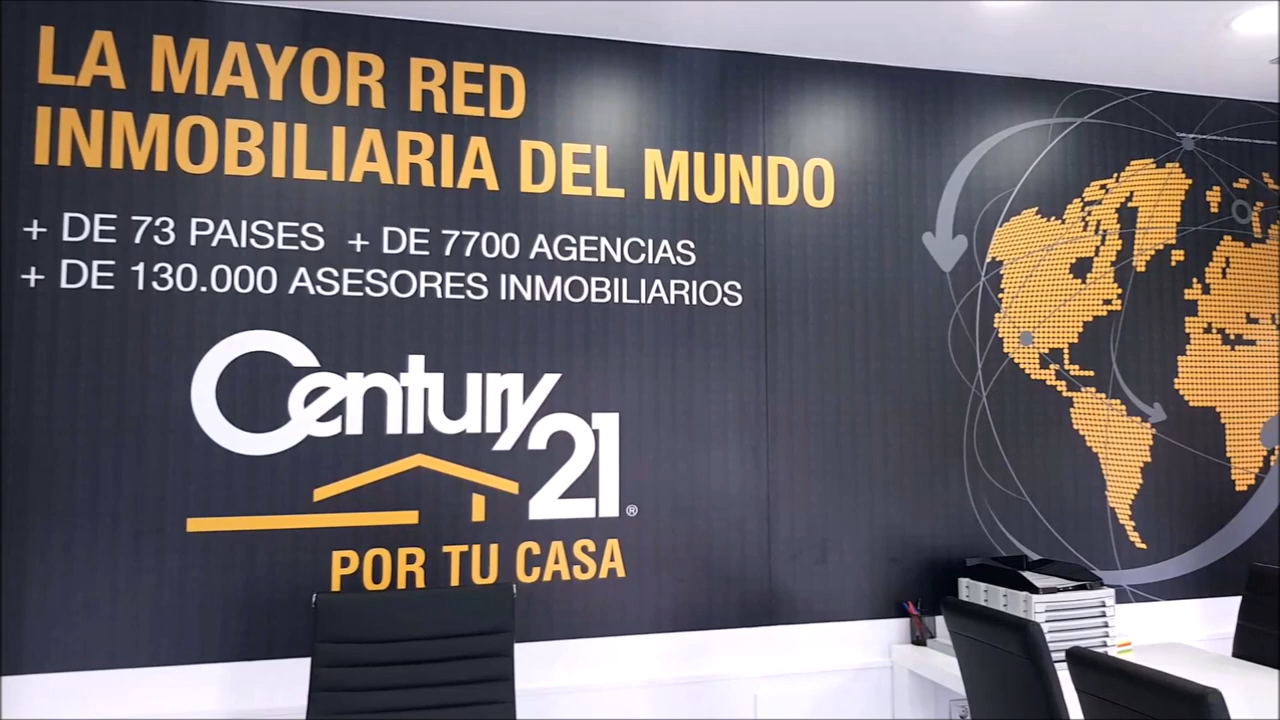 LA MAYOR RED
INMOBILIARIA DEL MUNDO
+ DE 73 PAISES + DE 7700 AGENCIAS
+ DE 130.000 ASESORES INMOBILIARIOS
Century
21®
POR TU CASA